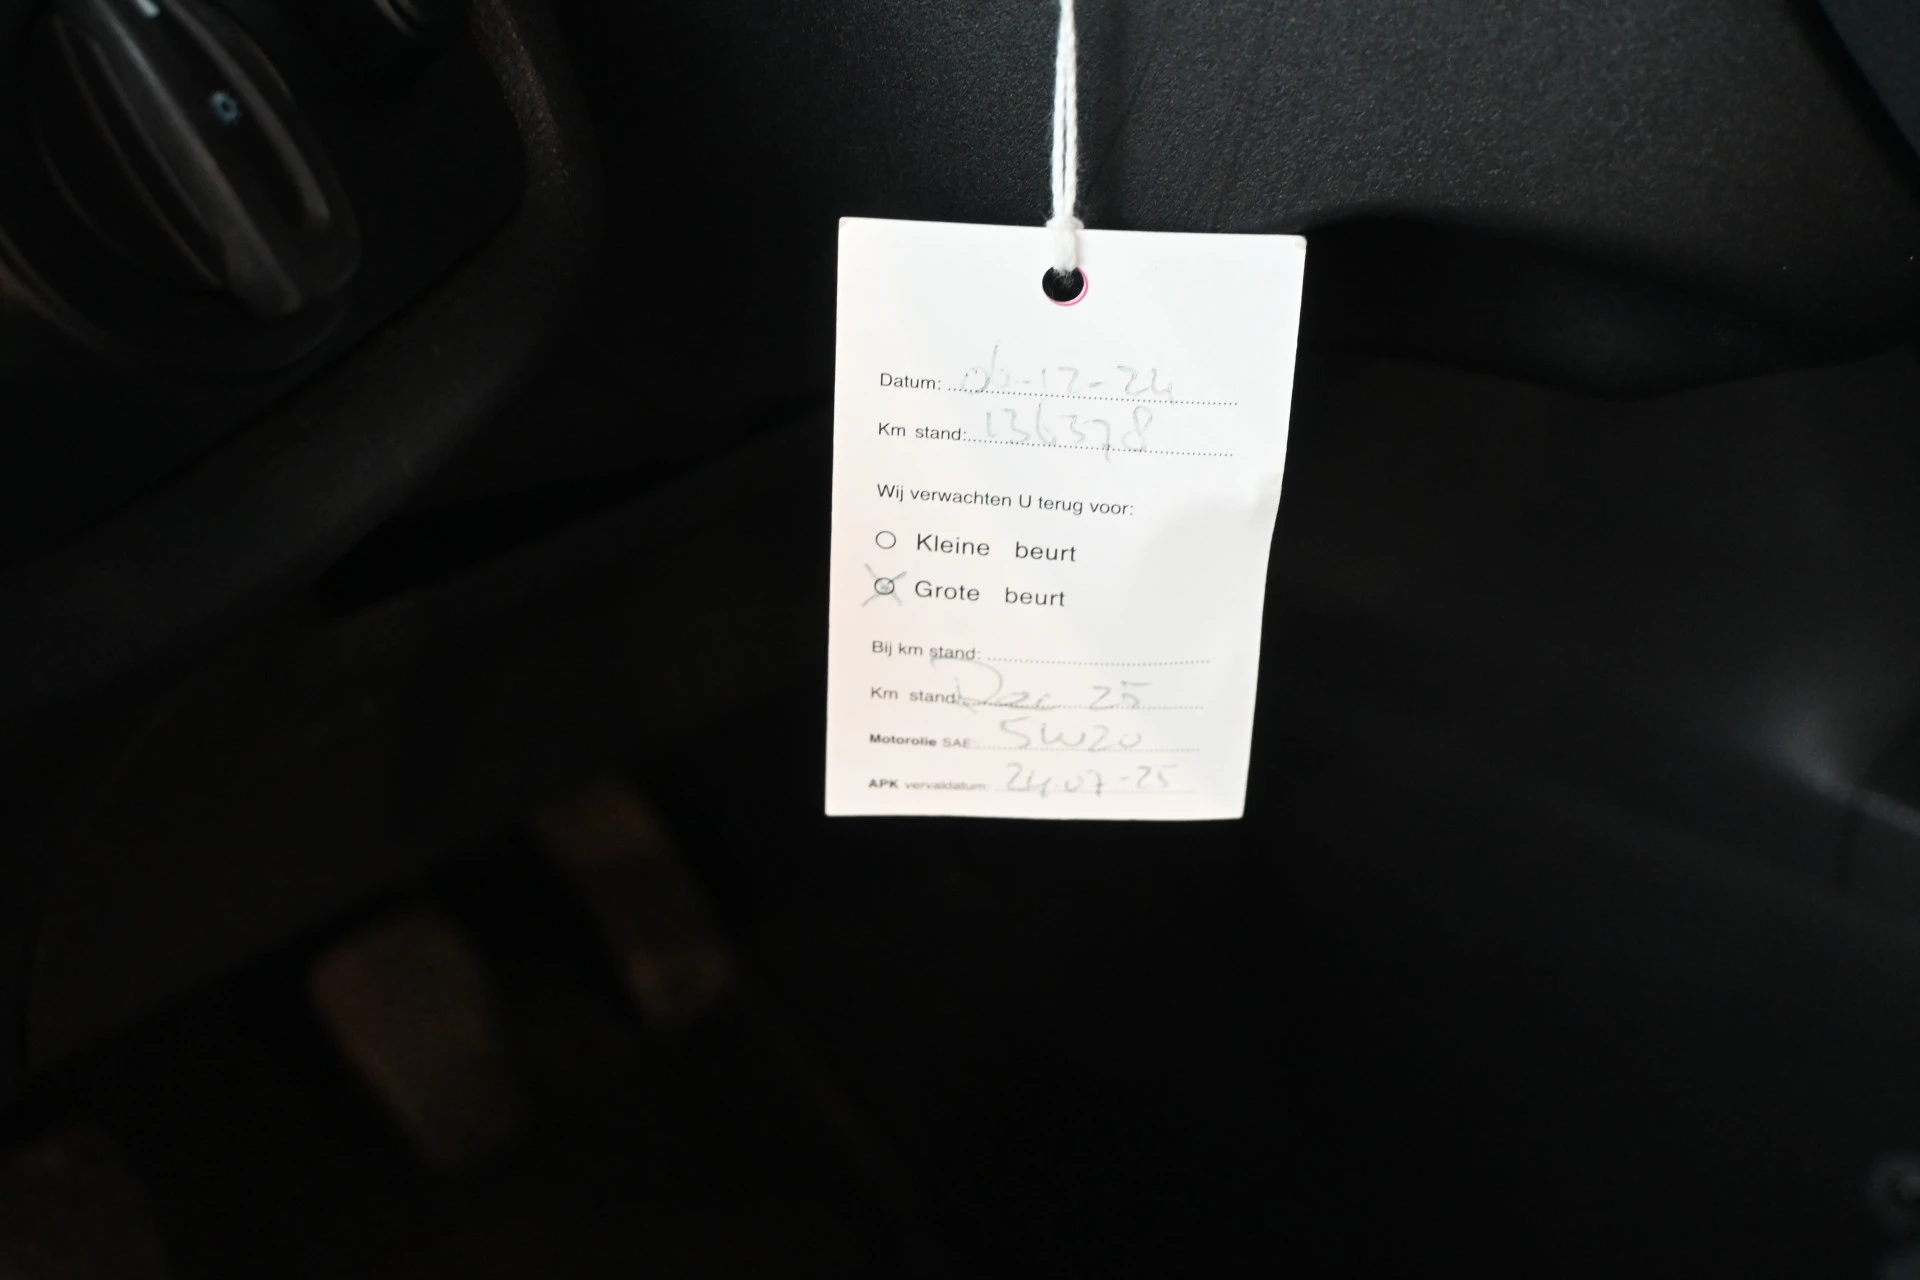 Datum: 06-12-24
Km stand: 136378
Wij verwachten U terug voor:
Kleine beurt
Grote beurt
Bij km stand:
Km stand: Dec 25
Motorolie SAE: 5W20
APK vervaldatum: 24-07-25